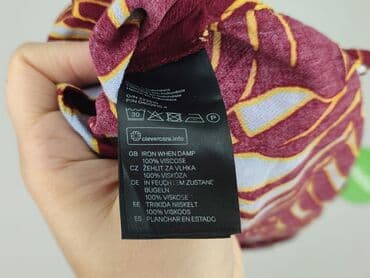 30
P
clevercare.info
GB IRON WHEN DAMP
100% VISCOSE
CZ ŽEHLIT ZA VLHKA
100% VISKÓZA
DE IN FEUCHTEM ZUSTAND
BÜGELN
100% VISKOSE
EE TRIIKIDA NIISKELT
100% VISKOOS
ES PLANCHAR EN ESTADO